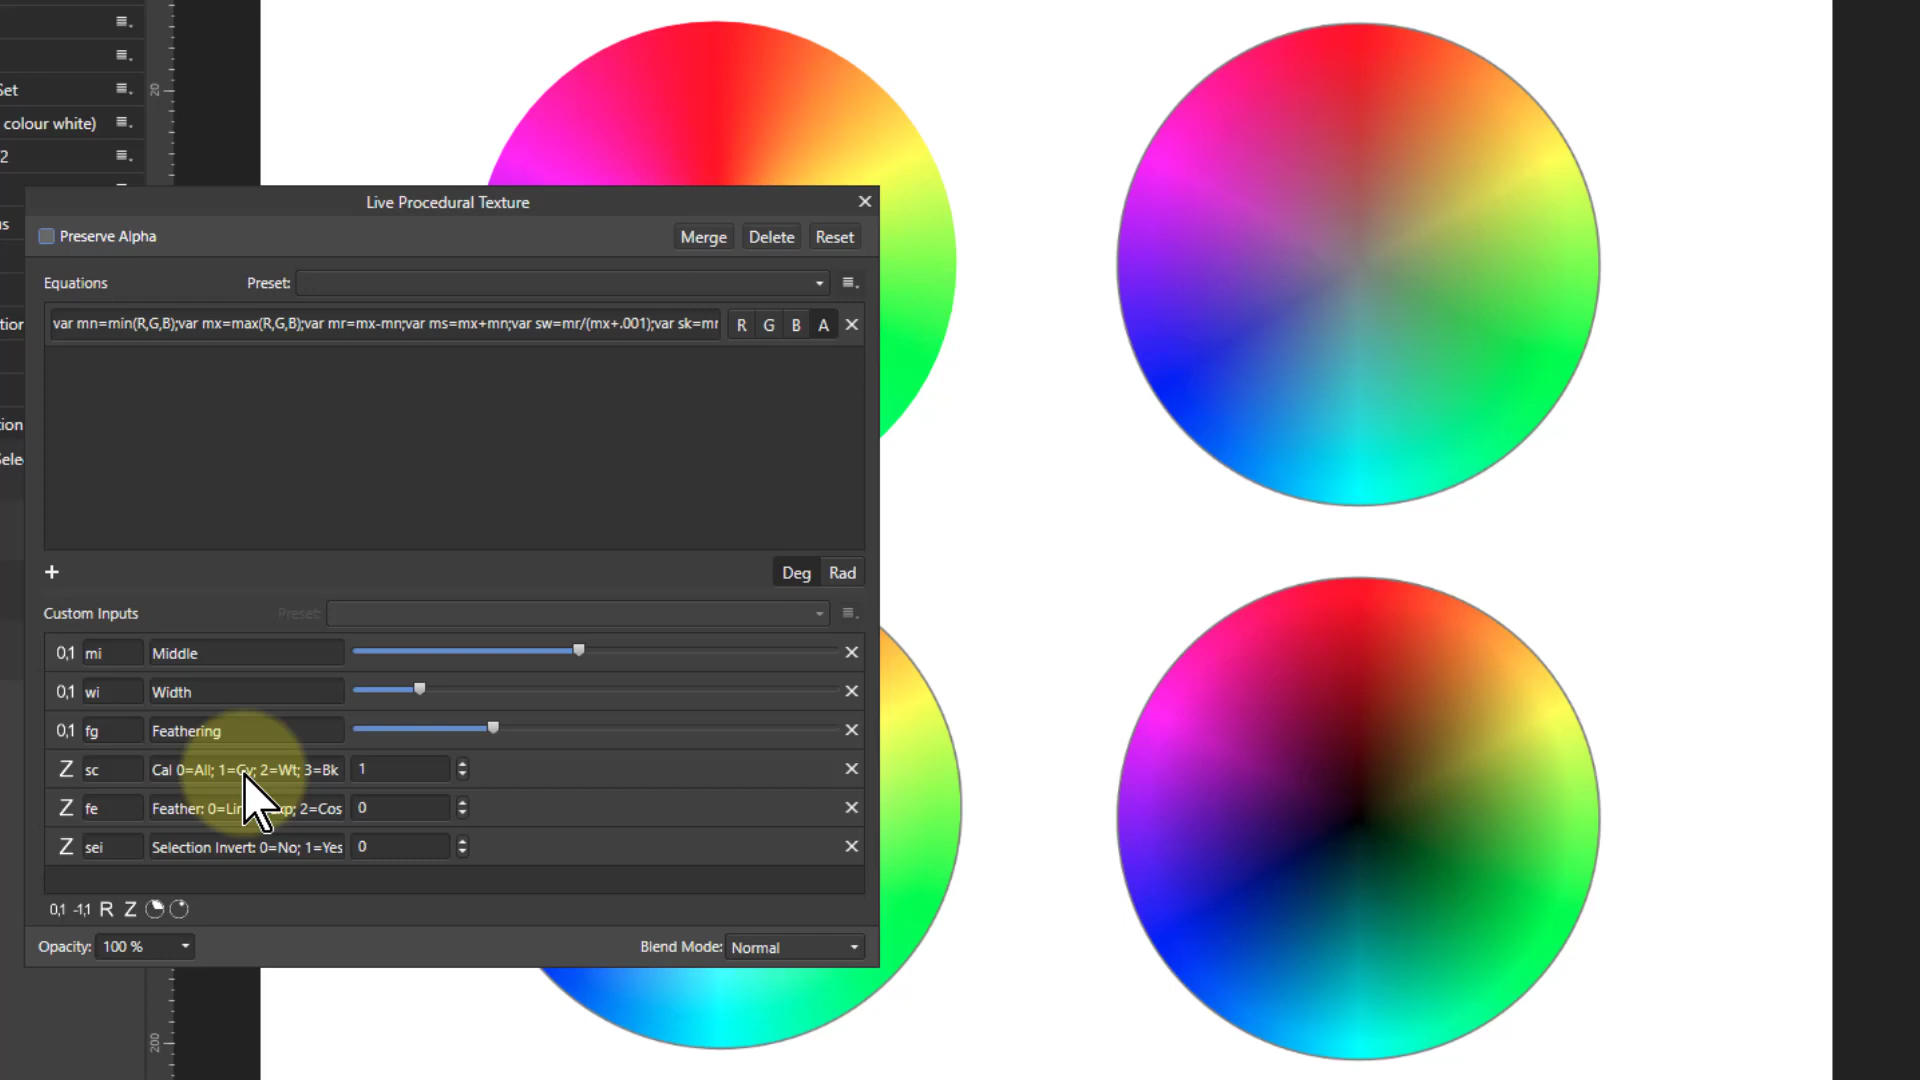 Set
colour white)
2
Live Procedural Texture
Preserve Alpha
Merge
Delete
Reset
Equations
Preset:
var mn=min(R,G,B);var mx=max(R,G,B);var mr=mx-mn;var ms=mx+mn;var sw=mr/(mx+.001);var sk=mr
R G B A
Deg
Rad
Custom Inputs
Preset:
0,1 mi Middle
0,1 wi Width
0,1 fg Feathering
Z sc Cal 0=All; 1=Gy; 2=Wt; 3=Bk 1
Z fe Feather: 0=Lin 2=Cos 0
Z sei Selection Invert: 0=No; 1=Yes 0
0,1 -1,1 R Z
Opacity: 100 %
Blend Mode: Normal
20
200